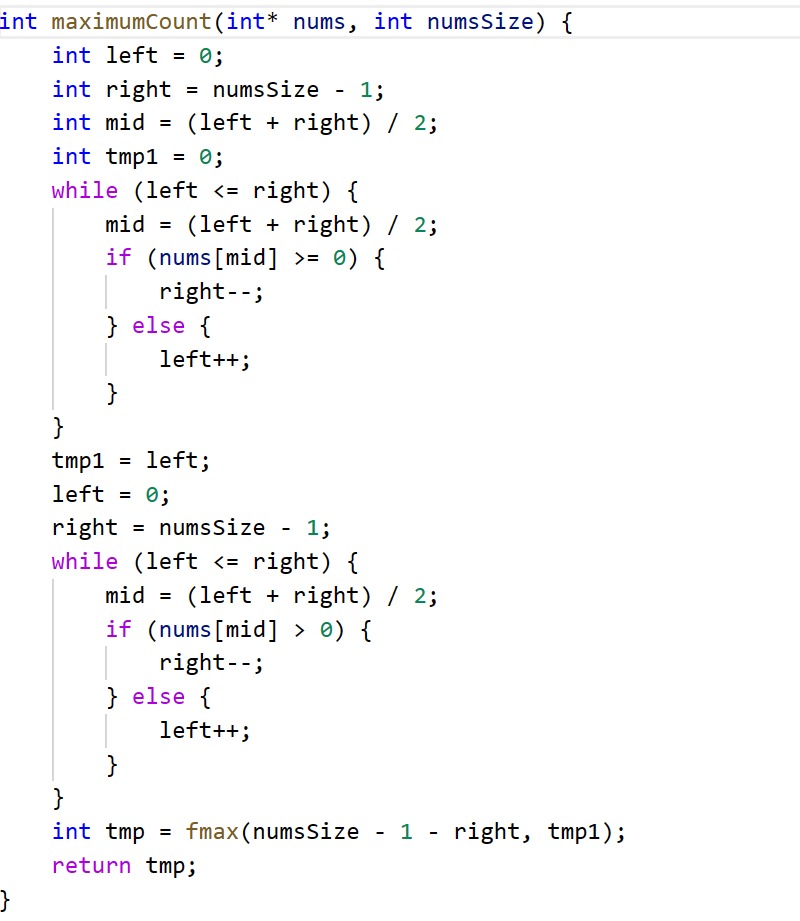 int maximumCount(int* nums, int numsSize) {
    int left = 0;
    int right = numsSize - 1;
    int mid = (left + right) / 2;
    int tmp1 = 0;
    while (left <= right) {
        mid = (left + right) / 2;
        if (nums[mid] >= 0) {
            right--;
        } else {
            left++;
        }
    }
    tmp1 = left;
    left = 0;
    right = numsSize - 1;
    while (left <= right) {
        mid = (left + right) / 2;
        if (nums[mid] > 0) {
            right--;
        } else {
            left++;
        }
    }
    int tmp = fmax(numsSize - 1 - right, tmp1);
    return tmp;
}